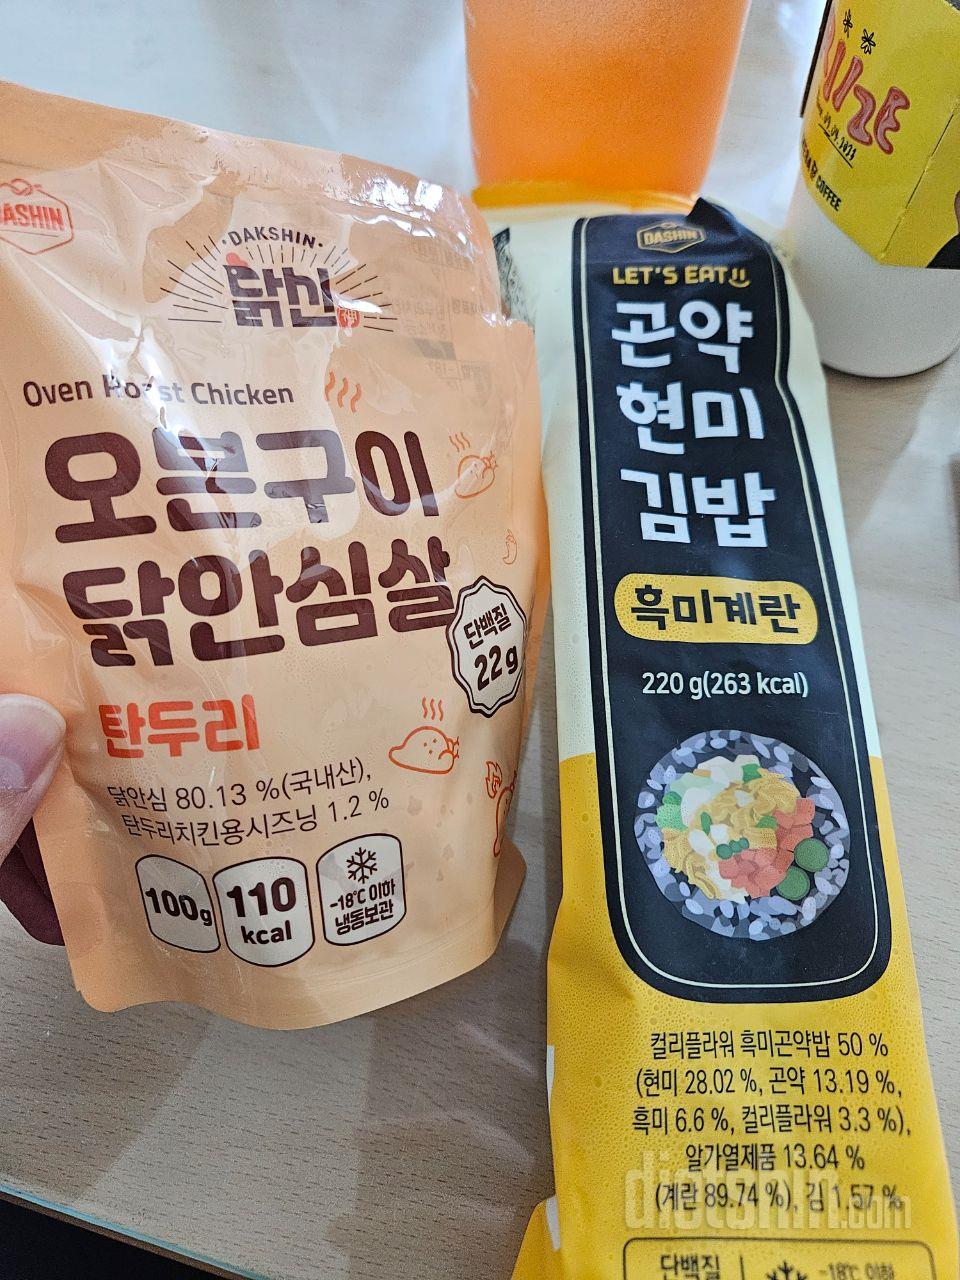 DASHIN
DAKSHIN
닭신
神
Oven Roast Chicken
오븐구이
닭안심살
단백질
22g
탄두리
닭안심 80.13 %(국내산),
탄두리치킨용시즈닝 1.2 %
100g
110
kcal
-18℃ 이하
냉동보관
DASHIN
LET'S EAT
곤약
현미
김밥
흑미계란
220 g(263 kcal)
컬리플라워 흑미곤약밥 50 %
(현미 28.02 %, 곤약 13.19 %,
흑미 6.6 %, 컬리플라워 3.3 %),
알가열제품 13.64 %
(계란 89.74 %), 김 1.57 %
단백질
-18℃ 이하
& COFFEE
dietshin.com